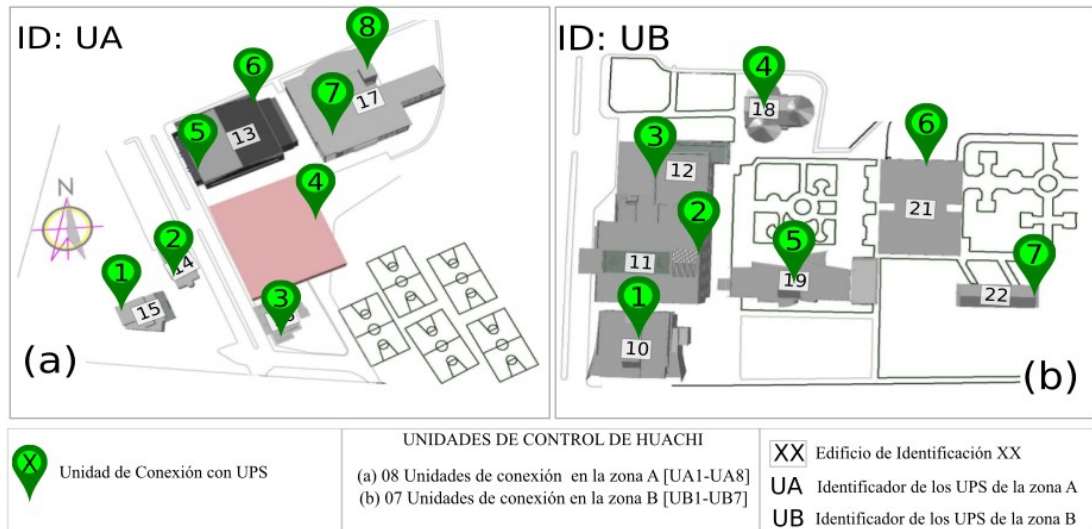 ID: UA
8
6
7
17
5
13
4
N
2
14
1
15
3
(a)
ID: UB
4
18
3
12
6
2
21
11
5
19
7
22
1
10
(b)
X
Unidad de Conexión con UPS
UNIDADES DE CONTROL DE HUACHI
(a) 08 Unidades de conexión en la zona A [UA1-UA8]
(b) 07 Unidades de conexión en la zona B [UB1-UB7]
XX Edificio de Identificación XX
UA Identificador de los UPS de la zona A
UB Identificador de los UPS de la zona B